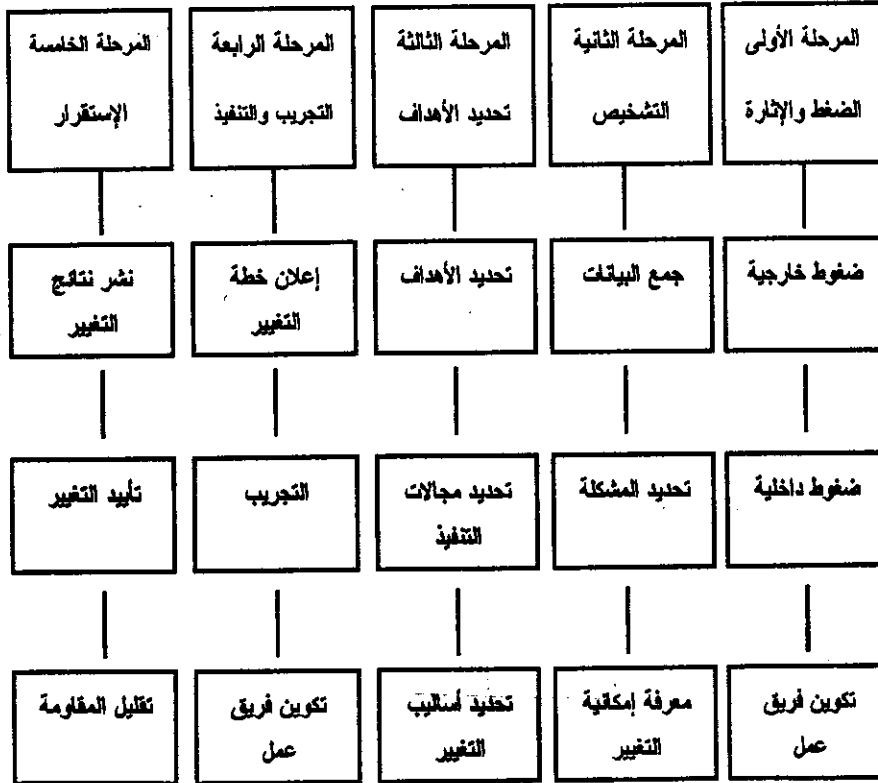 المرحلة الأولى
الضغط والإثارة
المرحلة الثانية
التشخيص
المرحلة الثالثة
تحديد الأهداف
المرحلة الرابعة
التجريب والتنفيذ
المرحلة الخامسة
الإستقرار
ضغوط خارجية
جمع البيانات
تحديد الأهداف
إعلان خطة
التغيير
نشر نتائج
التغيير
ضغوط داخلية
تحديد المشكلة
تحديد مجالات
التنفيذ
التجريب
تأييد التغيير
تكوين فريق
عمل
معرفة إمكانية
التغيير
تحديد أساليب
التغيير
تكوين فريق
عمل
تقليل المقاومة